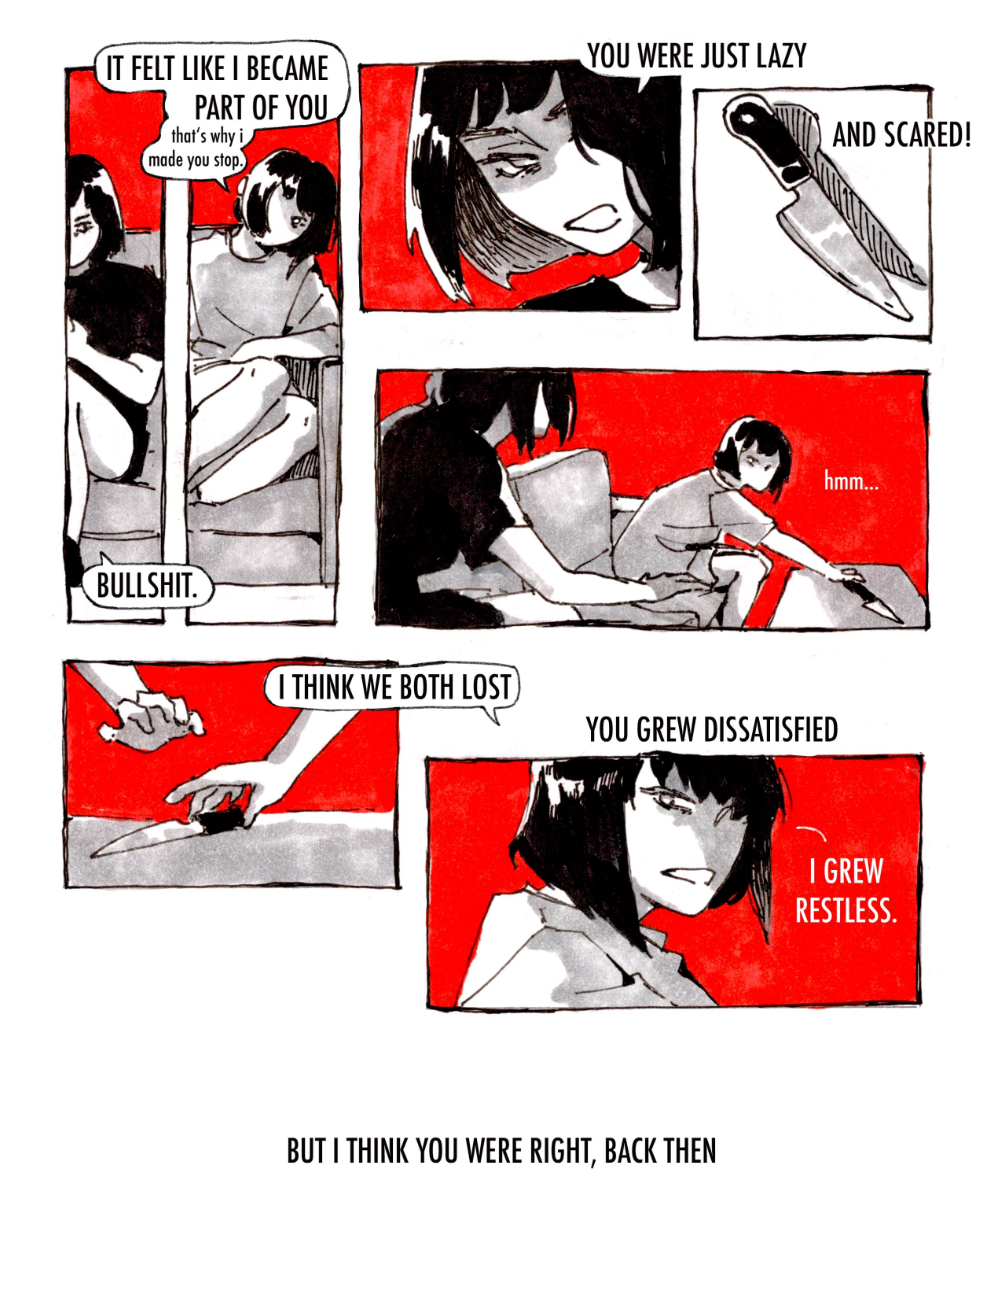 IT FELT LIKE I BECAME
PART OF YOU
that's why i
made you stop.
BULLSHIT.
YOU WERE JUST LAZY
AND SCARED!
hmm...
I THINK WE BOTH LOST
YOU GREW DISSATISFIED
I GREW
RESTLESS.
BUT I THINK YOU WERE RIGHT, BACK THEN